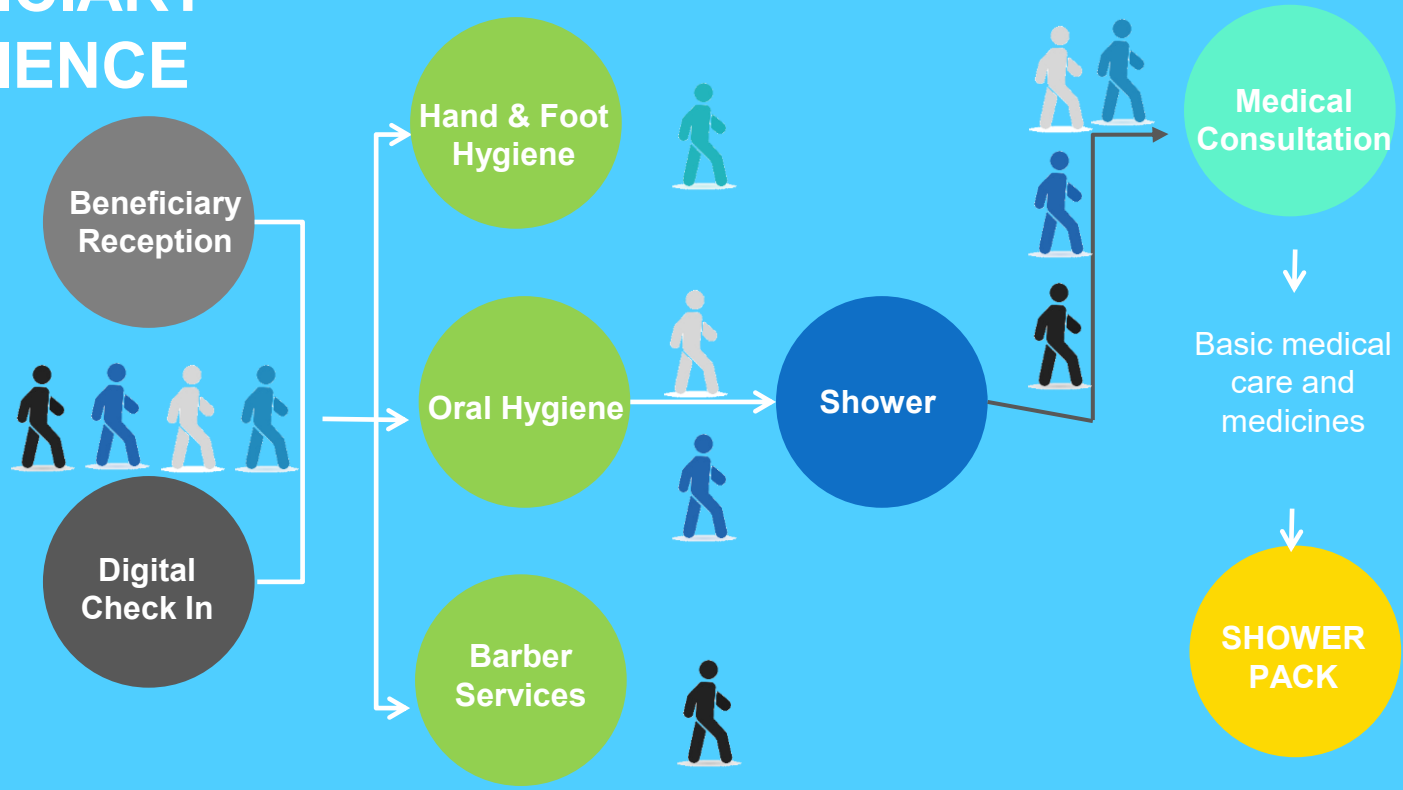 ICIARY
IENCE
Beneficiary
Reception
Digital
Check In
Hand & Foot
Hygiene
Oral Hygiene
Barber
Services
Shower
Medical
Consultation
Basic medical
care and
medicines
SHOWER
PACK